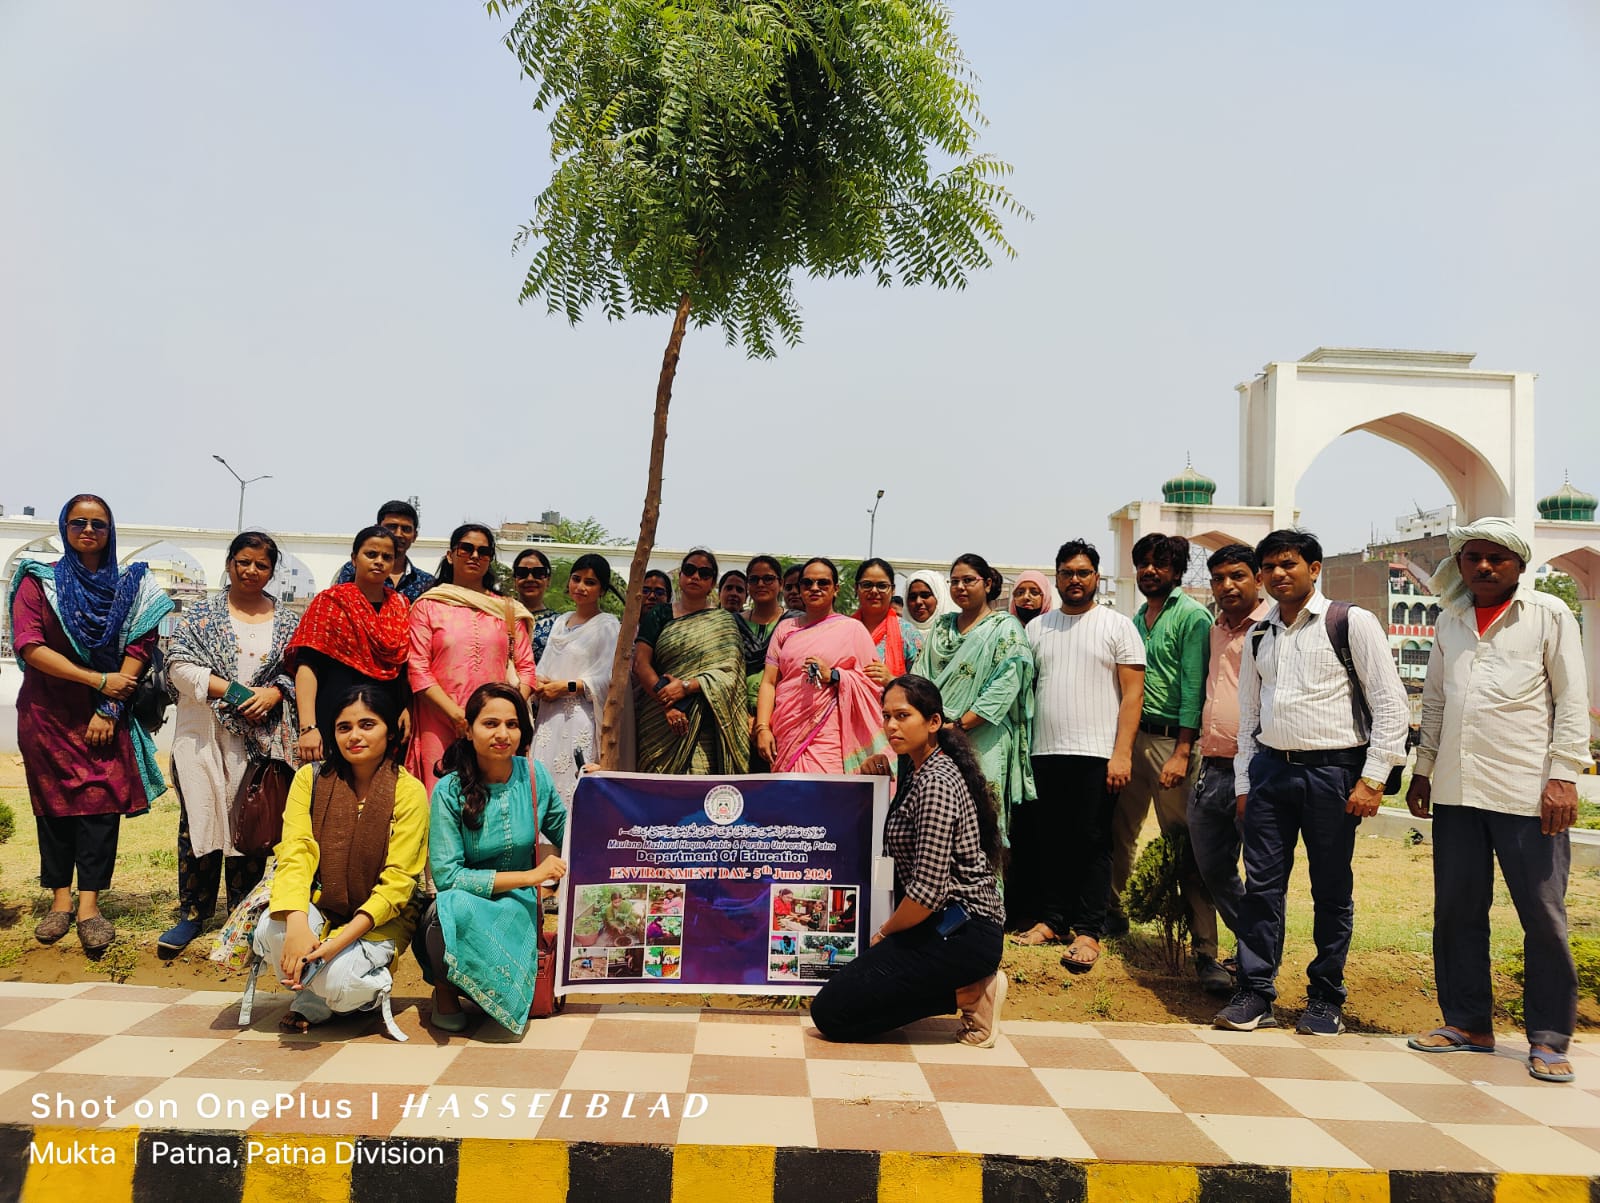 Maulana Mazharul Haque Arabic & Persian University, Patna
Department Of Education
ENVIRONMENT DAY- 5th June 2024
Shot on OnePlus | HASSELBLAD
Mukta | Patna, Patna Division